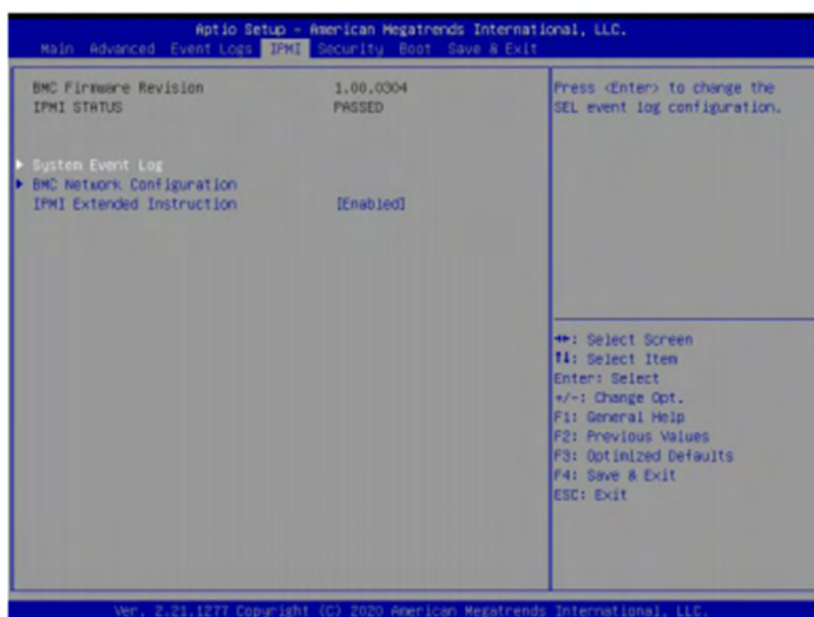 Aptio Setup - American Megatrends International, LLC.
Main Advanced Event Logs IPMI Security Boot Save & Exit
BMC Firmware Revision 1.00.0304
IPMI STATUS PASSED
Press <Enter> to change the
SEL event log configuration.
System Event Log
BMC Network Configuration
IPMI Extended Instruction [Enabled]
: Select Screen
↑↓: Select Item
Enter: Select
+/-: Change Opt.
F1: General Help
F2: Previous Values
F3: Optimized Defaults
F4: Save & Exit
ESC: Exit
Ver. 2.21.1277 Copyright (C) 2020 American Megatrends International, LLC.